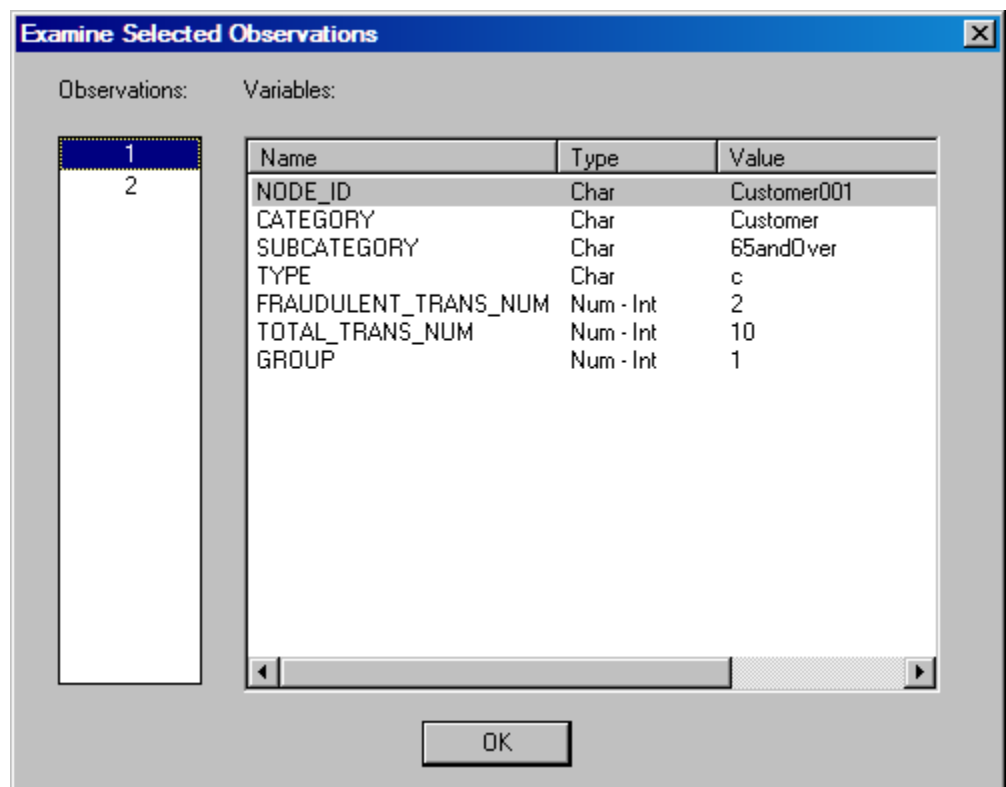 Examine Selected Observations
Observations: Variables:
1
2
Name Type Value
NODE_ID Char Customer001
CATEGORY Char Customer
SUBCATEGORY Char 65andOver
TYPE Char c
FRAUDULENT_TRANS_NUM Num - Int 2
TOTAL_TRANS_NUM Num - Int 10
GROUP Num - Int 1
OK